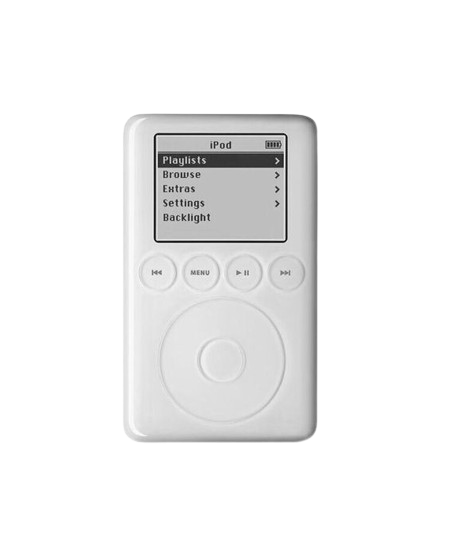 iPod
Playlists
Browse
Extras
Settings
Backlight
MENU